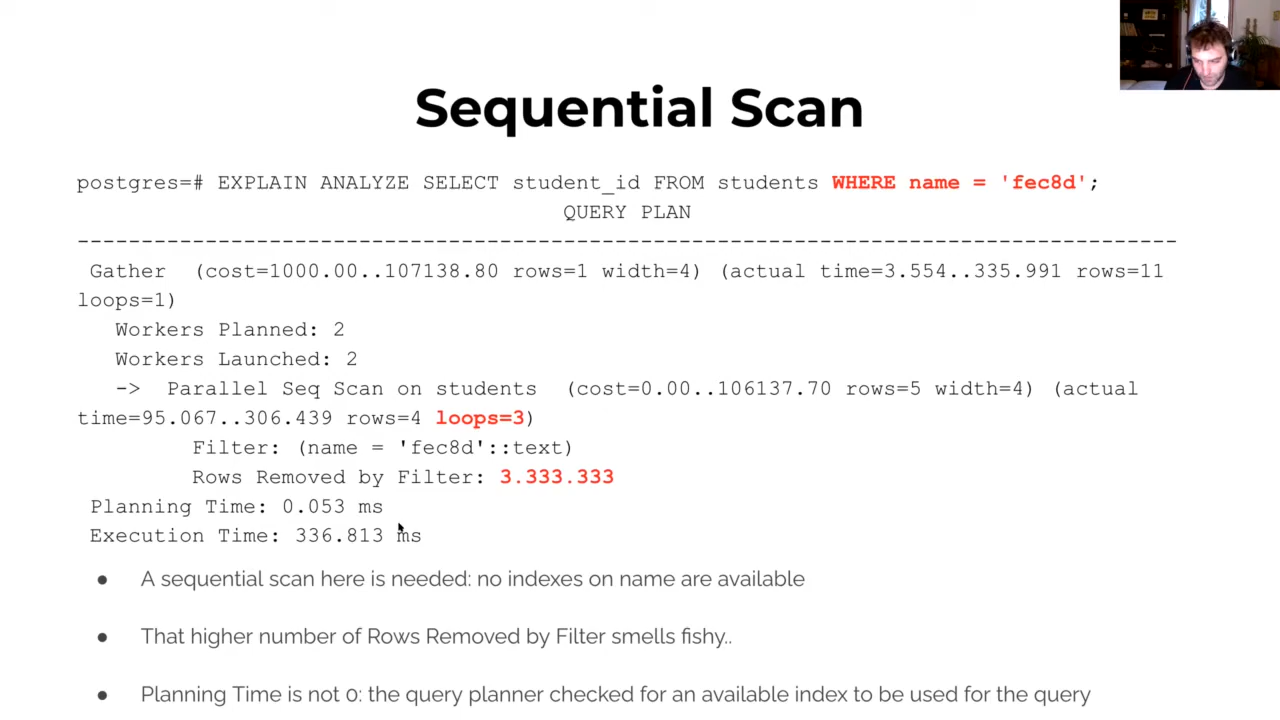 Sequential Scan
postgres=# EXPLAIN ANALYZE SELECT student_id FROM students WHERE name = 'fec8d';
QUERY PLAN
--------------------------------------------------------------------------------------
Gather (cost=1000.00..107138.80 rows=1 width=4) (actual time=3.554..335.991 rows=11
loops=1)
Workers Planned: 2
Workers Launched: 2
-> Parallel Seq Scan on students (cost=0.00..106137.70 rows=5 width=4) (actual
time=95.067..306.439 rows=4 loops=3)
Filter: (name = 'fec8d'::text)
Rows Removed by Filter: 3.333.333
Planning Time: 0.053 ms
Execution Time: 336.813 ms
● A sequential scan here is needed: no indexes on name are available
● That higher number of Rows Removed by Filter smells fishy..
● Planning Time is not 0: the query planner checked for an available index to be used for the query